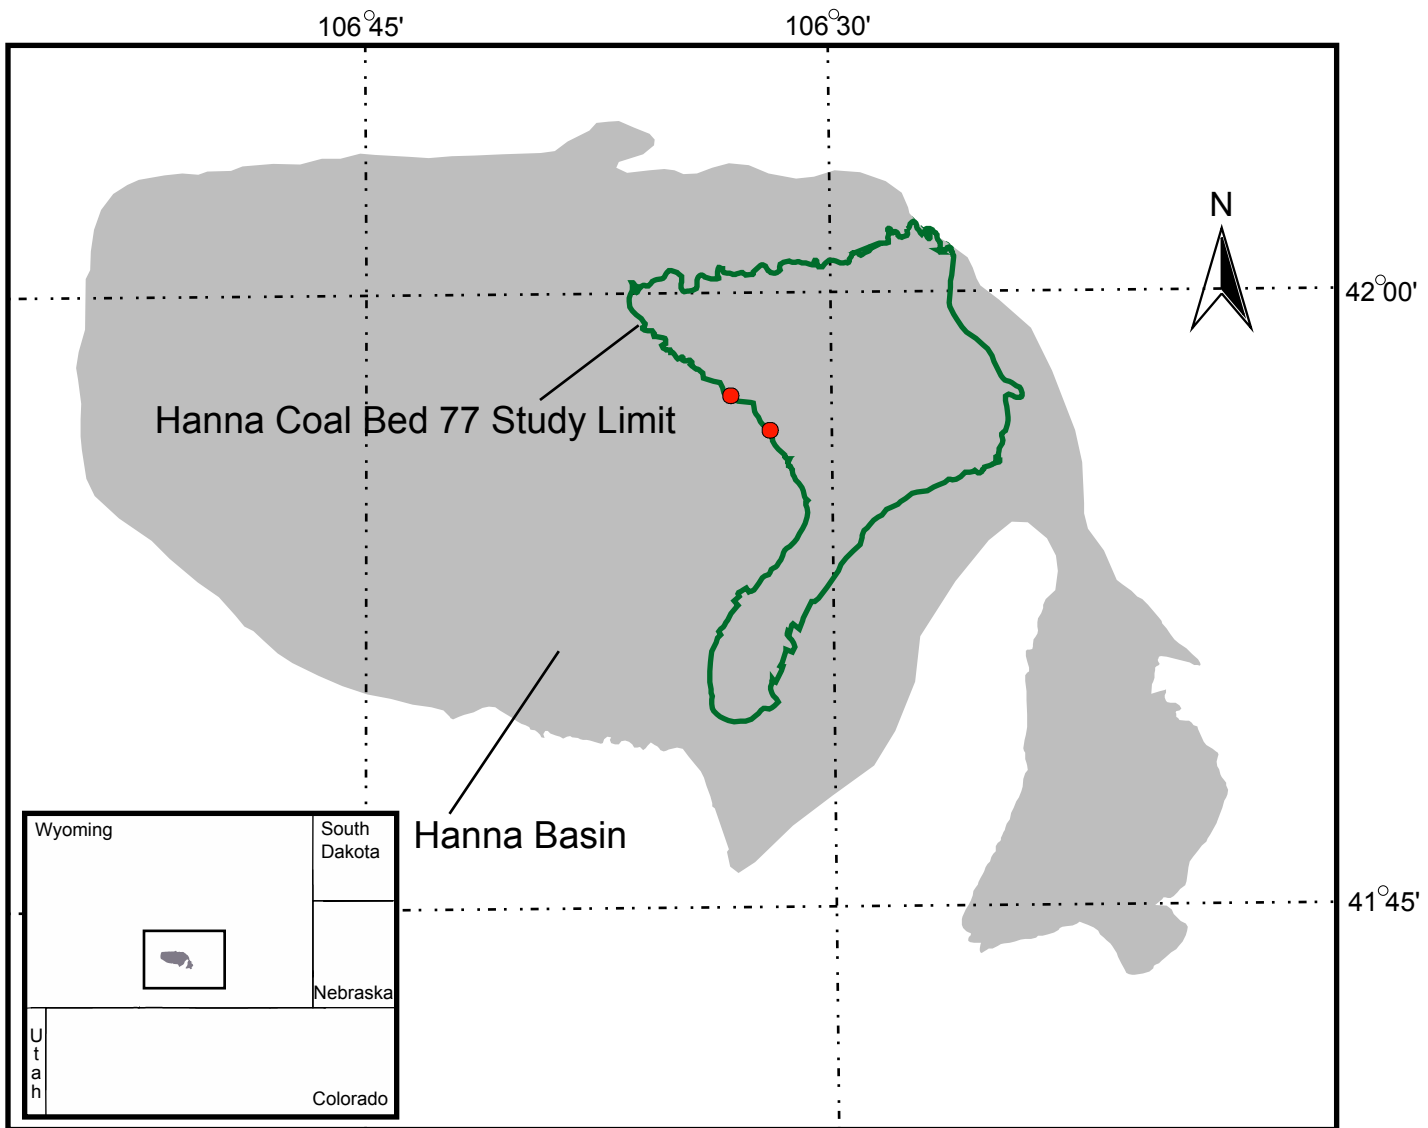 106°45'
106°30'
N
42°00'
Hanna Coal Bed 77 Study Limit
Hanna Basin
41°45'
Wyoming
South
Dakota
Nebraska
Utah
Colorado